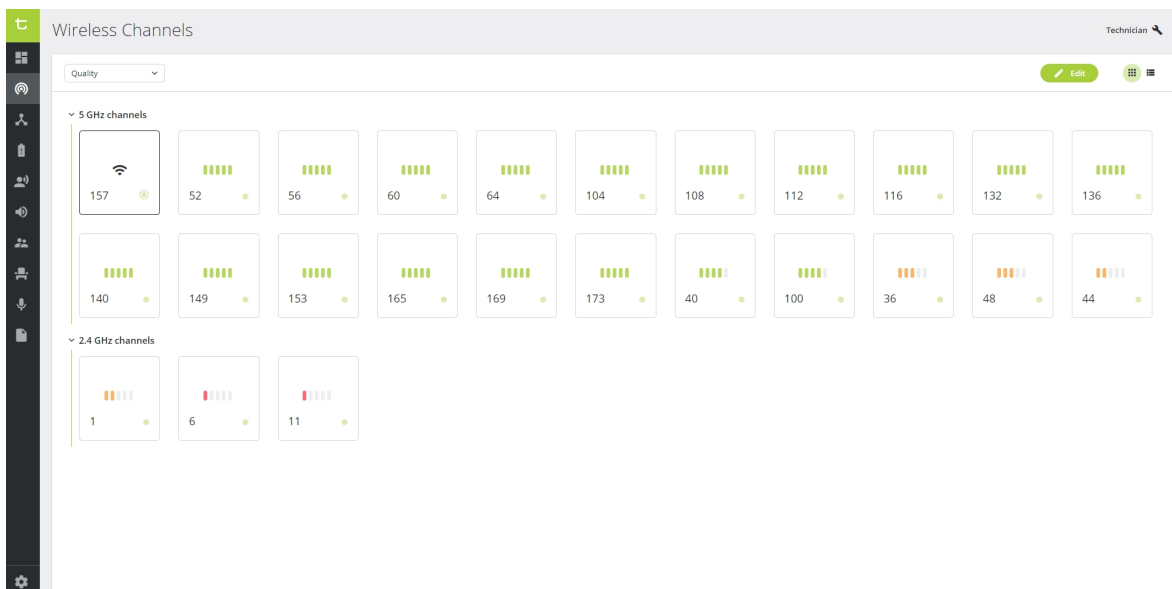 Wireless Channels
Technician
Quality
Edit
5 GHz channels
157 52 56 60 64 104 108 112 116 132 136
140 149 153 165 169 173 40 100 36 48 44
2.4 GHz channels
1 6 11